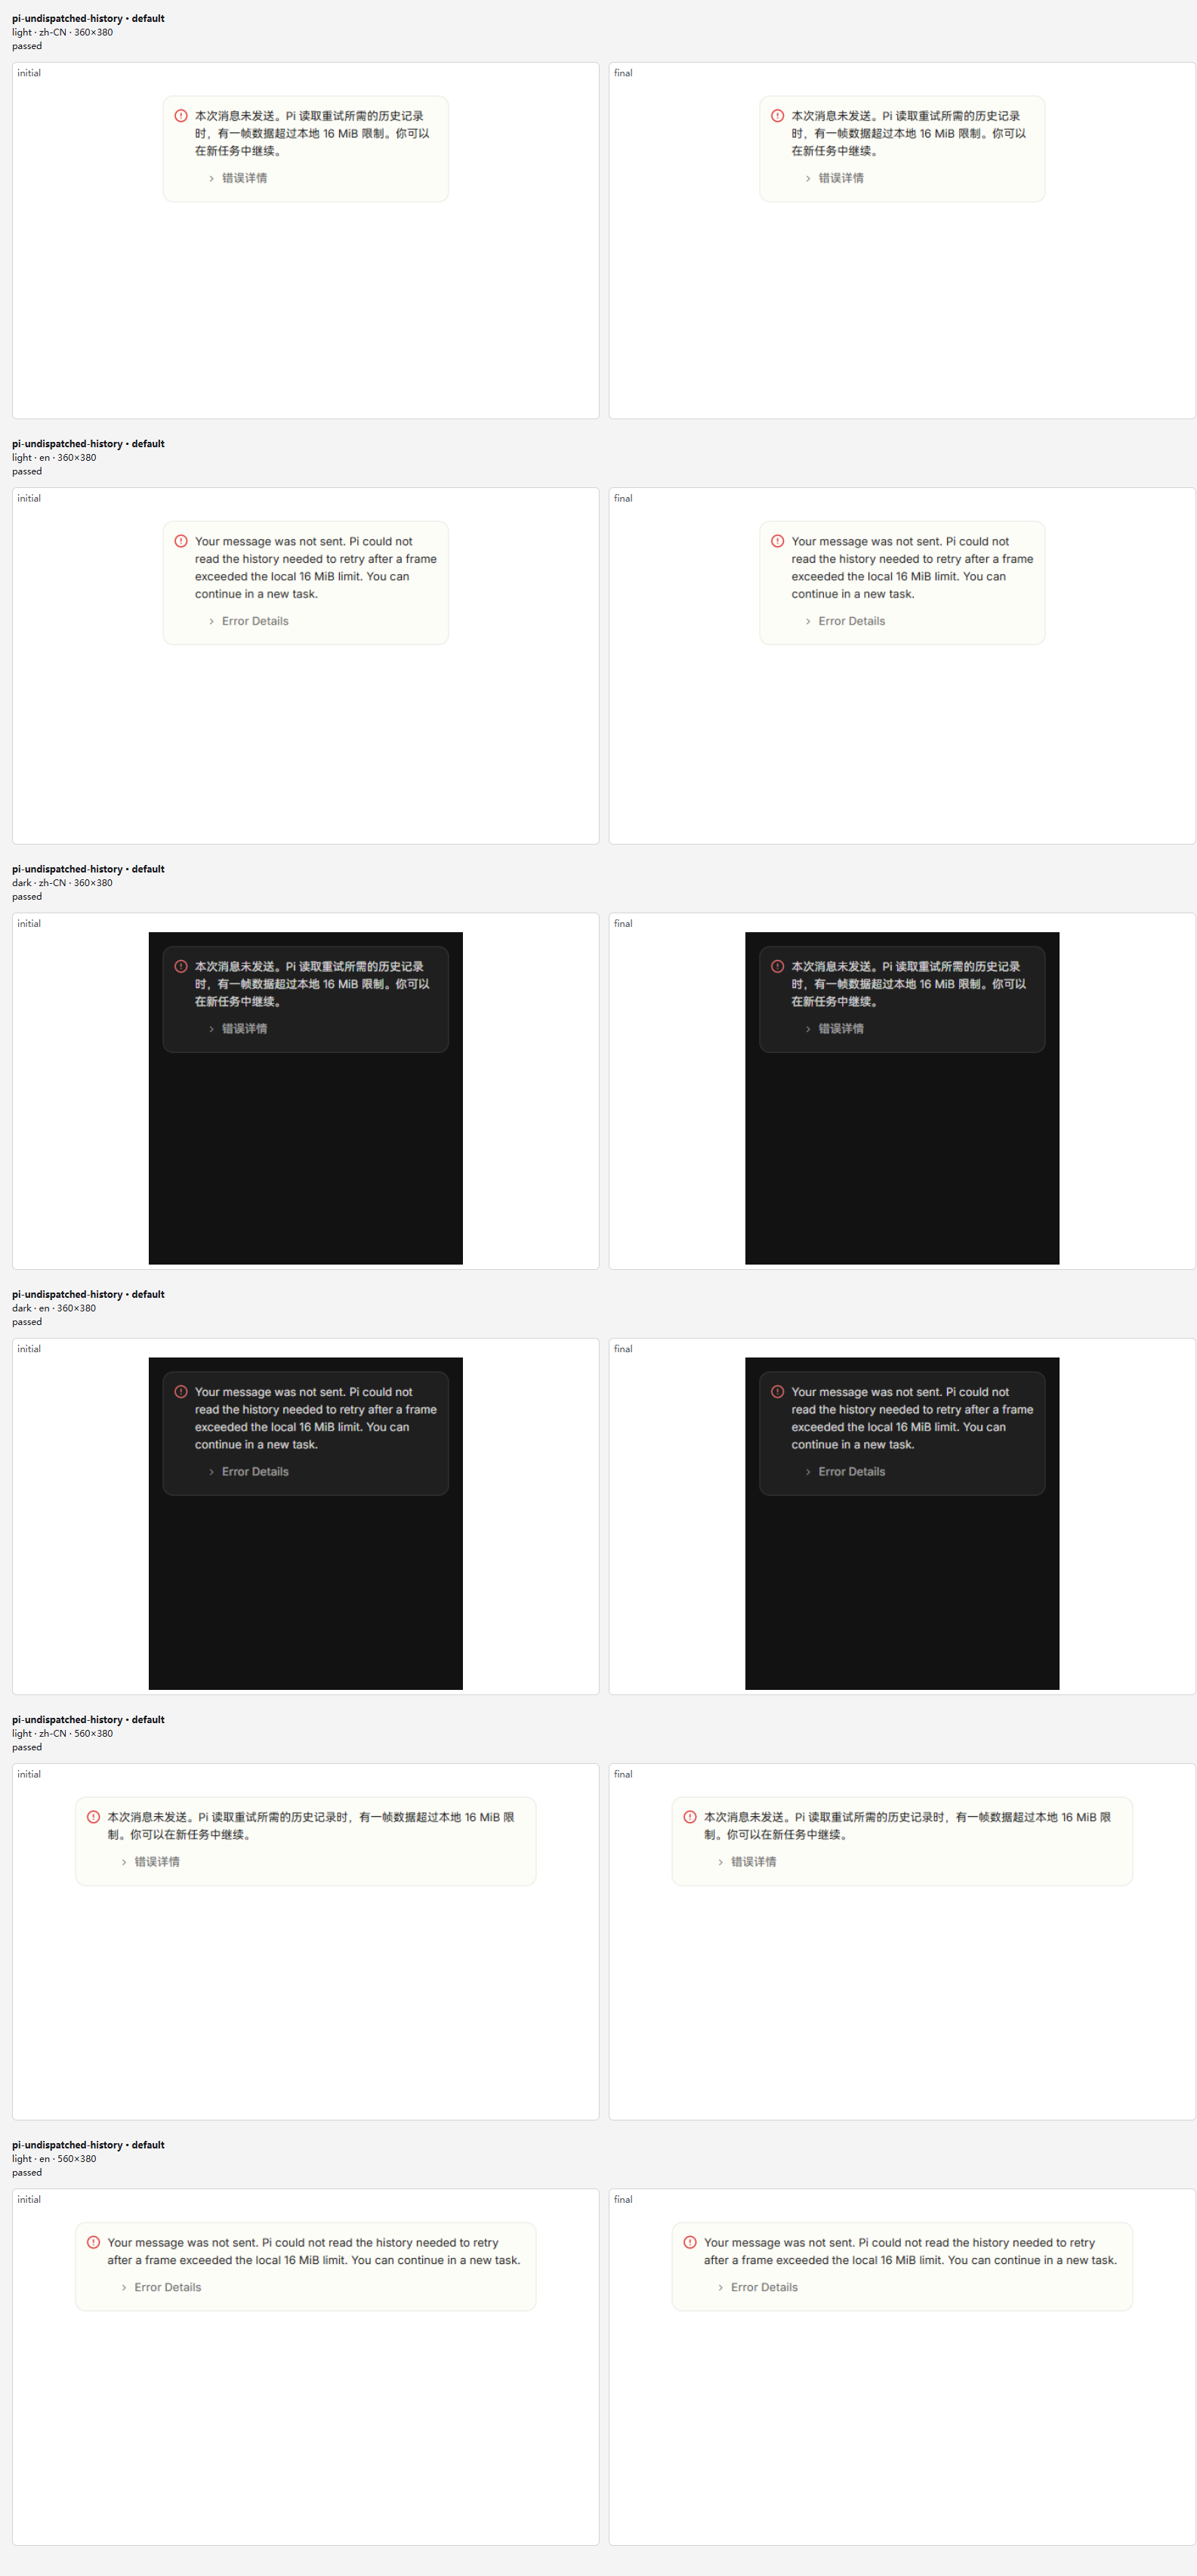 pi-undispatched-history • default
light · zh-CN · 360×380
passed
initial
本次消息未发送。Pi 读取重试所需的历史记录
时，有一帧数据超过本地 16 MiB 限制。你可以
在新任务中继续。
错误详情
final
本次消息未发送。Pi 读取重试所需的历史记录
时，有一帧数据超过本地 16 MiB 限制。你可以
在新任务中继续。
错误详情
pi-undispatched-history • default
light · en · 360×380
passed
initial
Your message was not sent. Pi could not
read the history needed to retry after a frame
exceeded the local 16 MiB limit. You can
continue in a new task.
Error Details
final
Your message was not sent. Pi could not
read the history needed to retry after a frame
exceeded the local 16 MiB limit. You can
continue in a new task.
Error Details
pi-undispatched-history • default
dark · zh-CN · 360×380
passed
initial
本次消息未发送。Pi 读取重试所需的历史记录
时，有一帧数据超过本地 16 MiB 限制。你可以
在新任务中继续。
错误详情
final
本次消息未发送。Pi 读取重试所需的历史记录
时，有一帧数据超过本地 16 MiB 限制。你可以
在新任务中继续。
错误详情
pi-undispatched-history • default
dark · en · 360×380
passed
initial
Your message was not sent. Pi could not
read the history needed to retry after a frame
exceeded the local 16 MiB limit. You can
continue in a new task.
Error Details
final
Your message was not sent. Pi could not
read the history needed to retry after a frame
exceeded the local 16 MiB limit. You can
continue in a new task.
Error Details
pi-undispatched-history • default
light · zh-CN · 560×380
passed
initial
本次消息未发送。Pi 读取重试所需的历史记录时，有一帧数据超过本地 16 MiB 限
制。你可以在新任务中继续。
错误详情
final
本次消息未发送。Pi 读取重试所需的历史记录时，有一帧数据超过本地 16 MiB 限
制。你可以在新任务中继续。
错误详情
pi-undispatched-history • default
light · en · 560×380
passed
initial
Your message was not sent. Pi could not read the history needed to retry
after a frame exceeded the local 16 MiB limit. You can continue in a new task.
Error Details
final
Your message was not sent. Pi could not read the history needed to retry
after a frame exceeded the local 16 MiB limit. You can continue in a new task.
Error Details